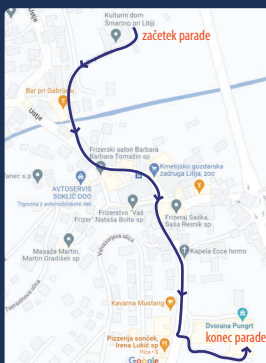 Kulturni dom
Šmartno pri Litiji
začetek parade
Bar pri Gabrijelu
Ustje
Ustje
Frizerski salon Barbara
Barbara Tomažin sp
Kmetijsko gozdarska
zadruga Litija, zoo
AVTOSERVIS
SOKLIČ DOO
Trgovina z avtomobilskimi deli
Frizerstvo "Vaš
Frizer" Nataša Bolte sp
Frizeraj Saška,
Saša Resnik sp
Masaže Martin,
Martin Gradišek sp
Kapela Ecce homo
Kavarna Mustang
Dvorana Pungrt
konec parade
Pizzerija sonček,
Irena Lukič sp
Pica • $
Google